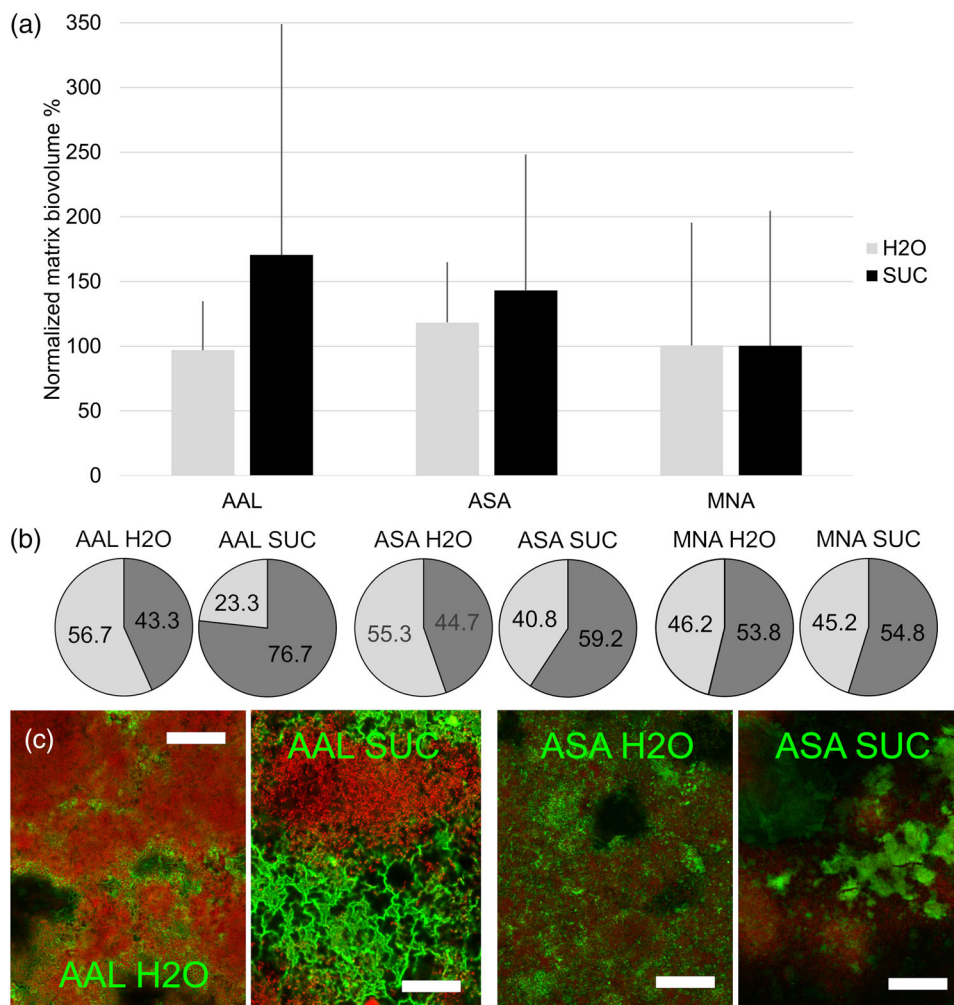 (a)
Normalized matrix biovolume %
350
300
250
200
150
100
50
0
AAL
ASA
MNA
H2O
SUC
(b)
AAL H2O
AAL SUC
ASA H2O
ASA SUC
MNA H2O
MNA SUC
56.7
43.3
23.3
76.7
55.3
44.7
40.8
59.2
46.2
53.8
45.2
54.8
(c)
AAL H2O
AAL SUC
ASA H2O
ASA SUC